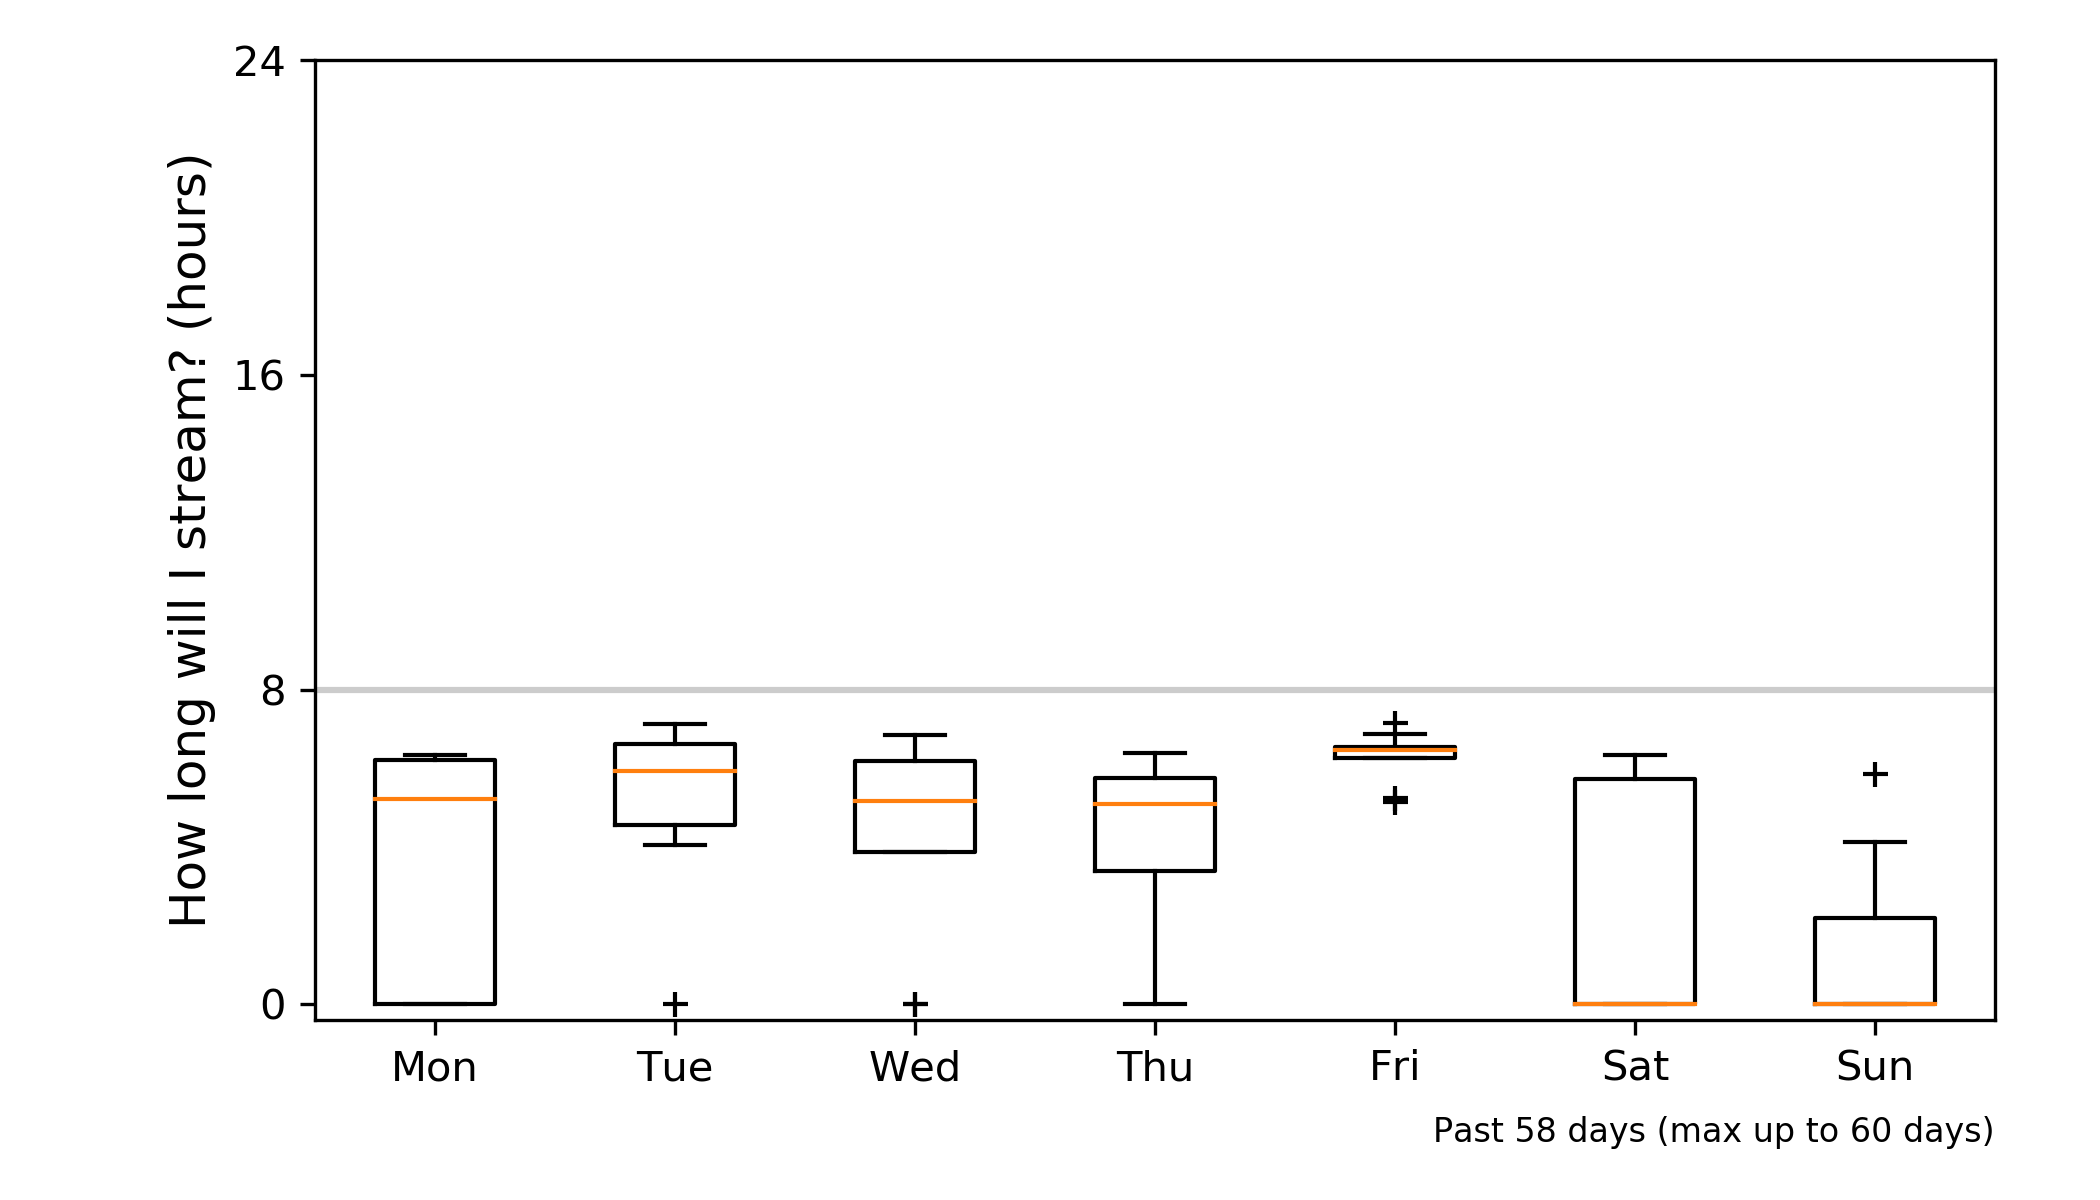 How long will I stream? (hours)
24
16
8
0
Mon Tue Wed Thu Fri Sat Sun
Past 58 days (max up to 60 days)